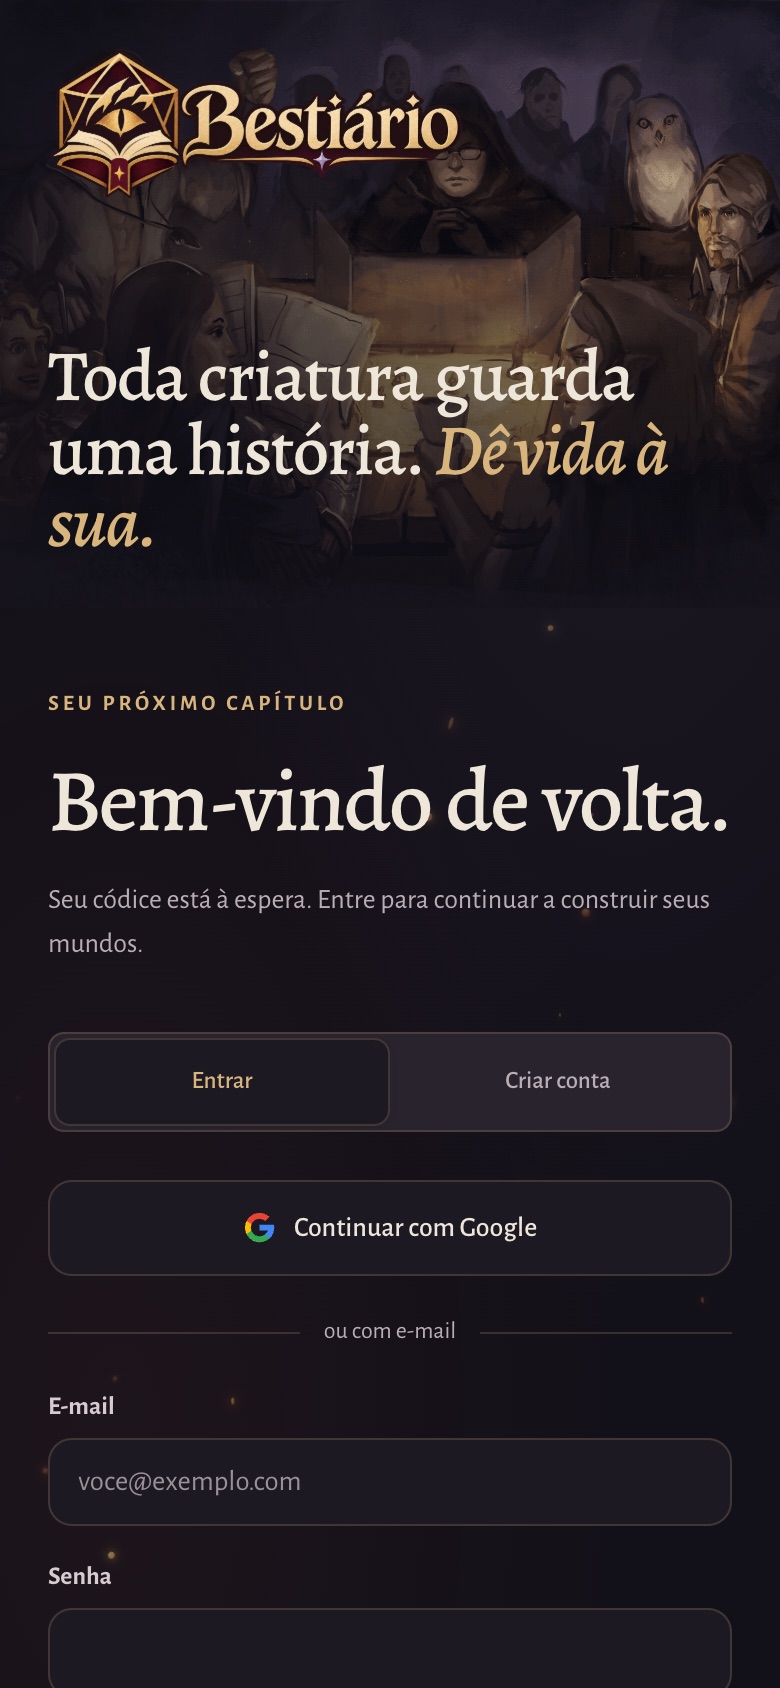 Bestiário
Toda criatura guarda
uma história. Dê vida à
sua.
SEU PRÓXIMO CAPÍTULO
Bem-vindo de volta.
Seu códice está à espera. Entre para continuar a construir seus
mundos.
Entrar
Criar conta
Continuar com Google
ou com e-mail
E-mail
voce@exemplo.com
Senha